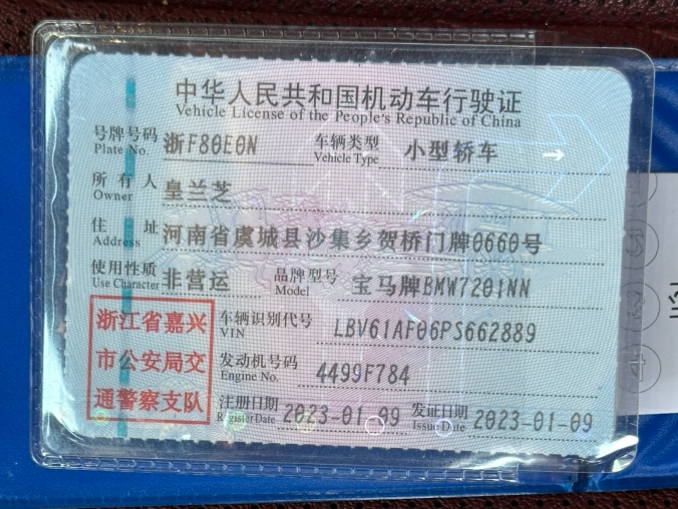 中华人民共和国机动车行驶证
Vehicle License of the People's Republic of China
号牌号码 浙F80E0N 车辆类型 小型轿车
Plate No. Vehicle Type
所有人 皇兰芝
Owner
住址 河南省虞城县沙集乡贺桥门牌0660号
Address
使用性质 非营运 品牌型号 宝马牌BMW7201NN
Use Character Model
浙江省嘉兴
市公安局交
通警察支队
车辆识别代号 LBV61AF06PS662889
VIN
发动机号码 4499F784
Engine No.
注册日期 2023-01-09 发证日期 2023-01-09
Register Date Issue Date